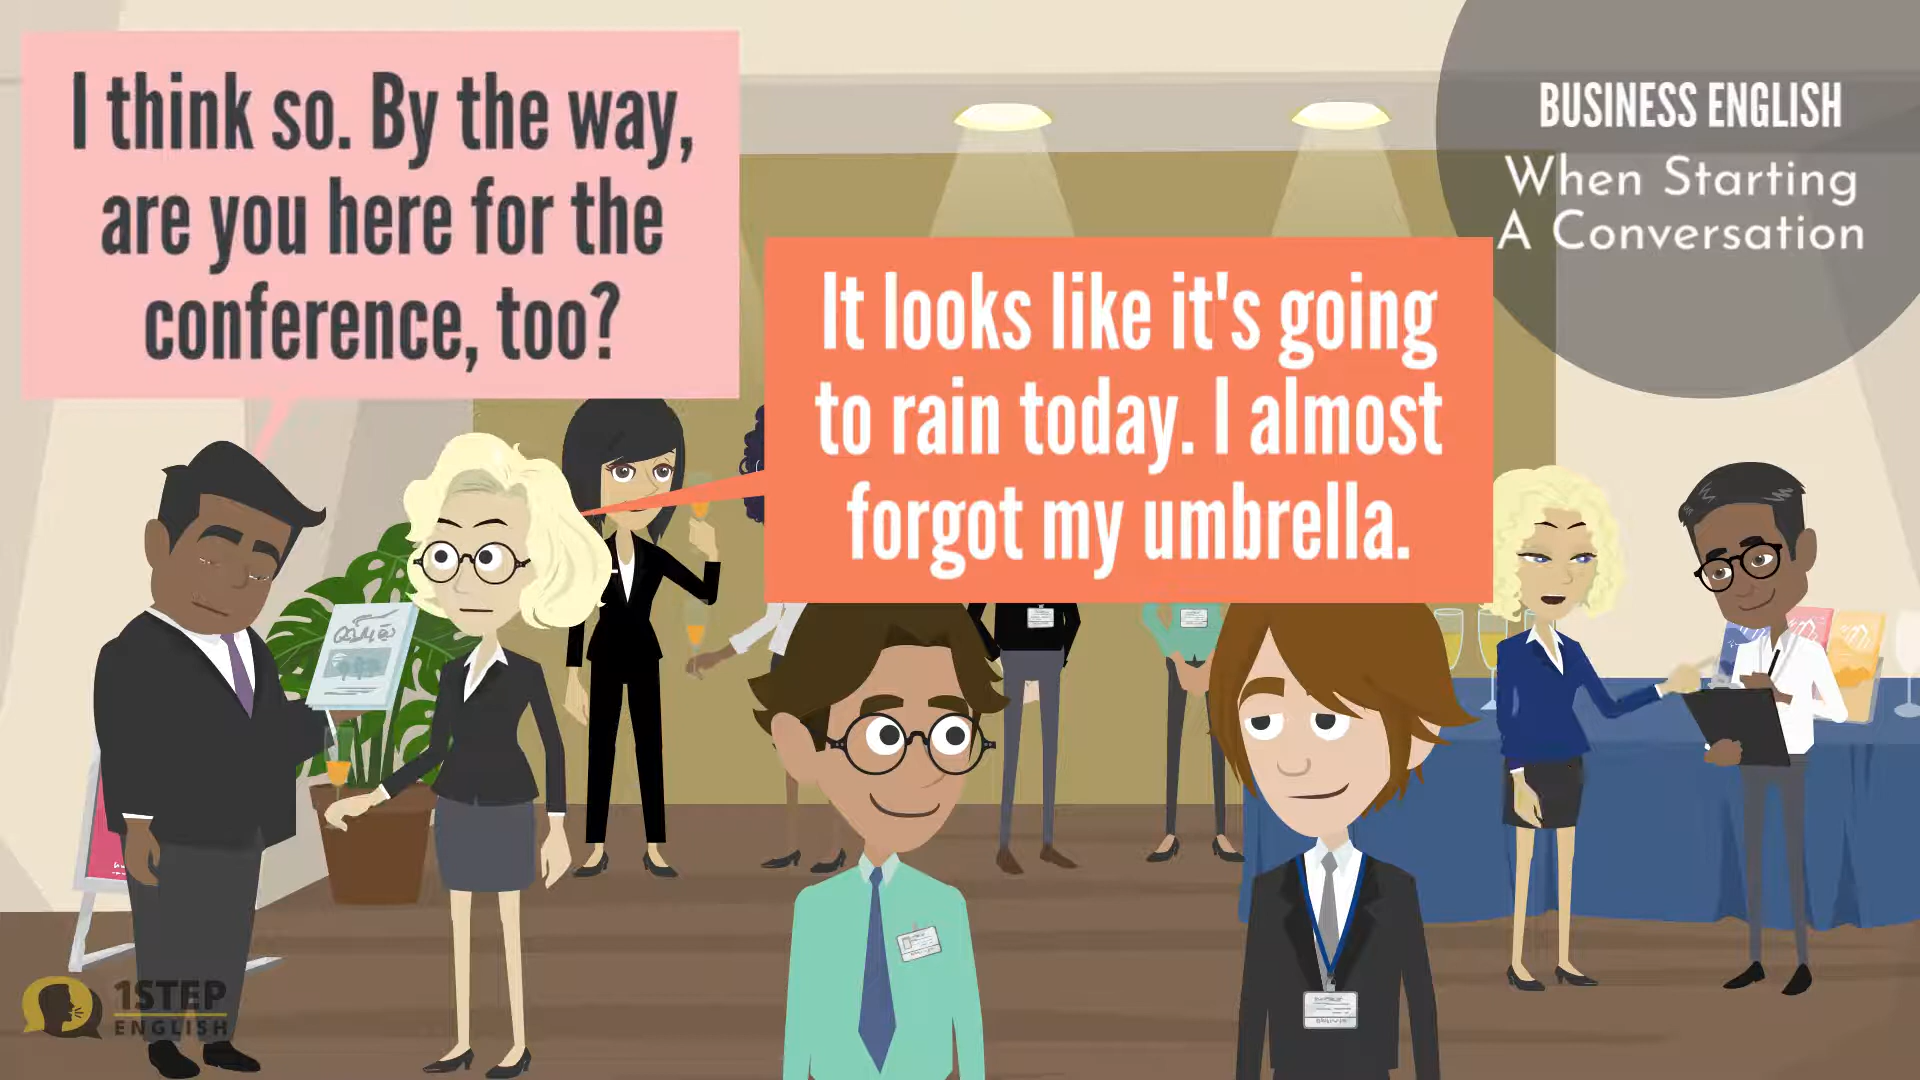 I think so. By the way,
are you here for the
conference, too?
It looks like it's going
to rain today. I almost
forgot my umbrella.
BUSINESS ENGLISH
When Starting
A Conversation
1STEP
ENGLISH